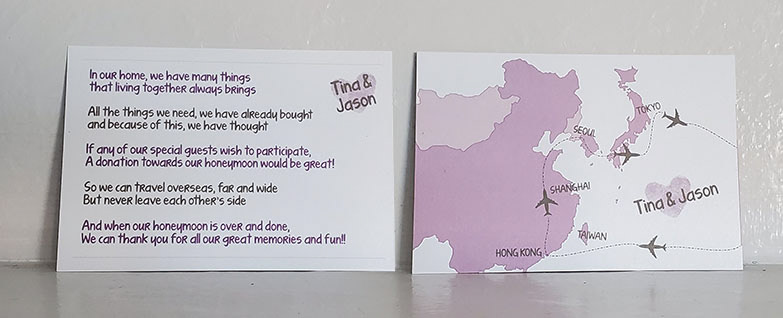 In our home, we have many things
that living together always brings
Tina &
Jason
All the things we need, we have already bought
and because of this, we have thought
If any of our special guests wish to participate,
A donation towards our honeymoon would be great!
So we can travel overseas, far and wide
But never leave each other's side
And when our honeymoon is over and done,
We can thank you for all our great memories and fun!!
TOKYO
SEOUL
SHANGHAI
Tina & Jason
TAIWAN
HONG KONG